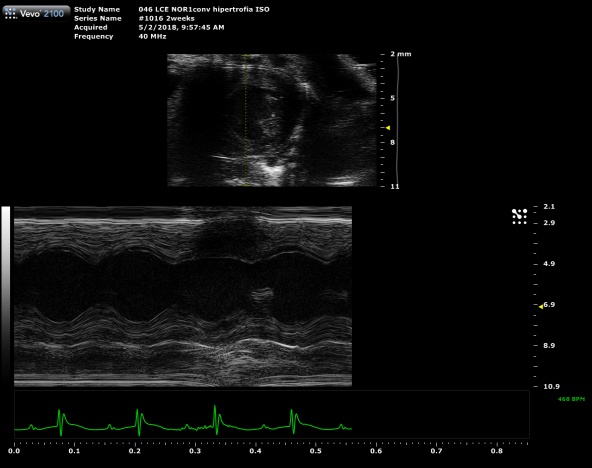 Vevo 2100
Study Name 046 LCE NOR1conv hipertrofia ISO
Series Name #1016 2weeks
Acquired 5/2/2018, 9:57:45 AM
Frequency 40 MHz
2 mm
5
8
11
2.1
2.9
4.9
6.9
8.9
10.9
468 BPM
0.0 0.1 0.2 0.3 0.4 0.5 0.6 0.7 0.8